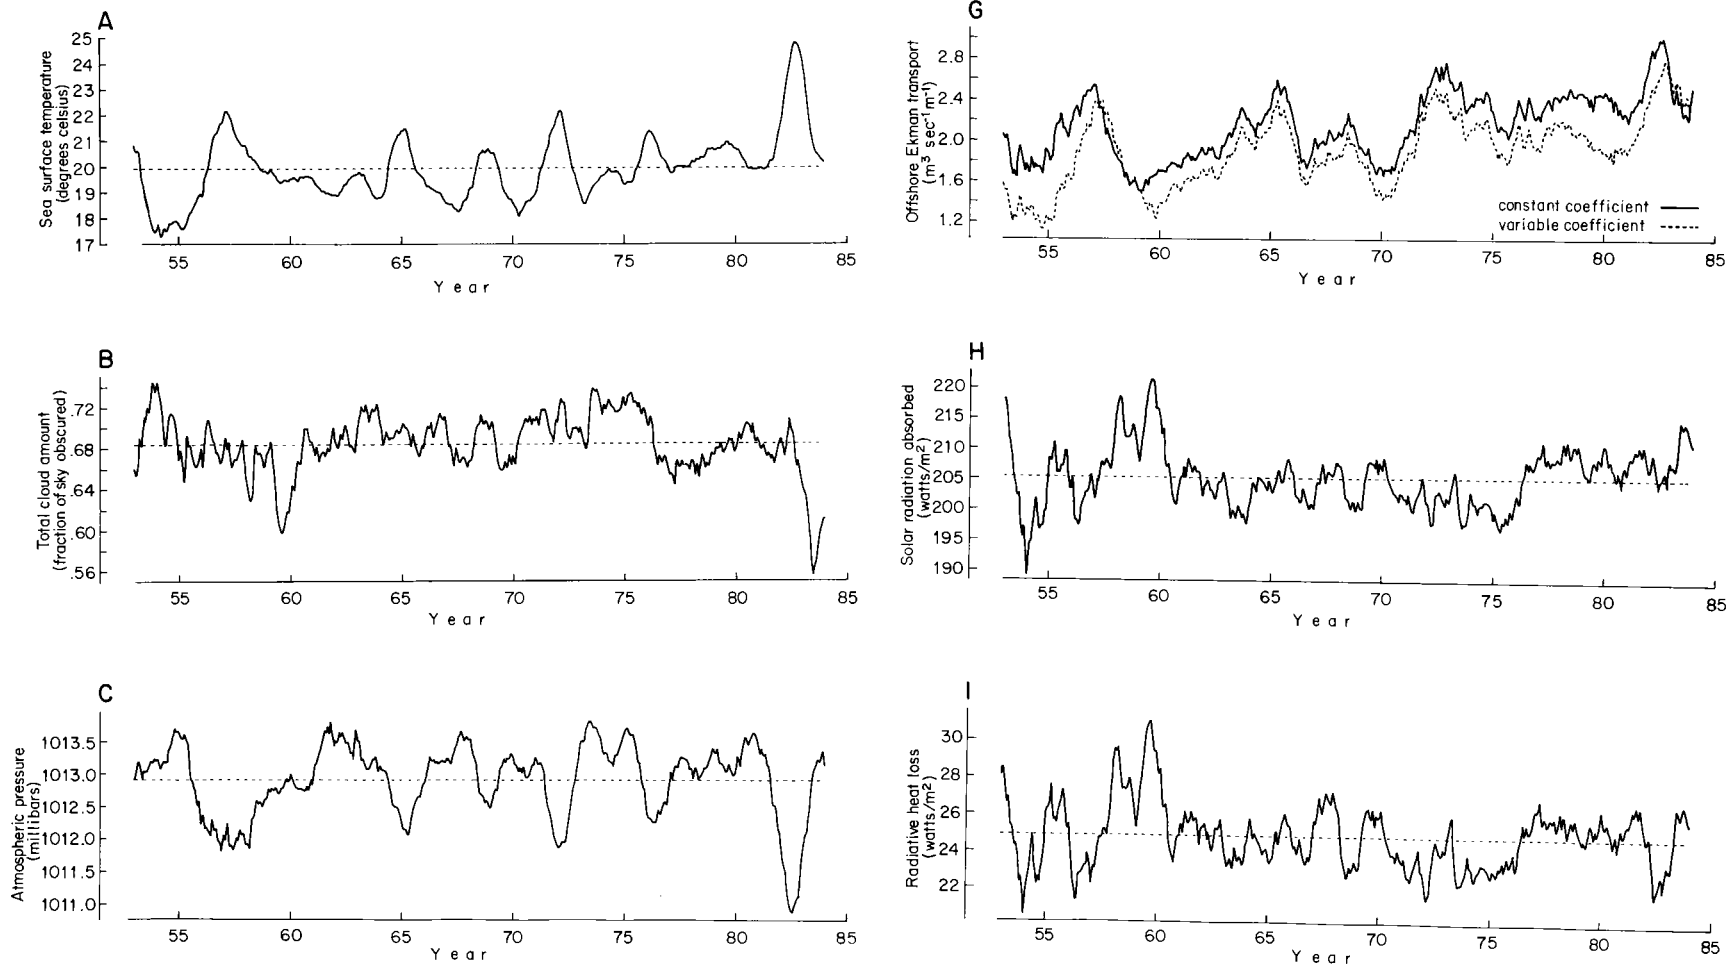 A
Sea surface temperature
(degrees celsius)
25
24
23
22
21
20
19
18
17
55 60 65 70 75 80 85
Year
B
Total cloud amount
(fraction of sky obscured)
.72
.68
.64
.60
.56
55 60 65 70 75 80 85
Year
C
Atmospheric pressure
(millibars)
1013.5
1013.0
1012.5
1012.0
1011.5
1011.0
55 60 65 70 75 80 85
Year
G
Offshore Ekman transport
(m³ sec⁻¹m⁻¹)
2.8
2.4
2.0
1.6
1.2
constant coefficient
variable coefficient
55 60 65 70 75 80 85
Year
H
Solar radiation absorbed
(watts/m²)
220
215
210
205
200
195
190
55 60 65 70 75 80 85
Year
I
Radiative heat loss
(watts/m²)
30
28
26
24
22
55 60 65 70 75 80 85
Year